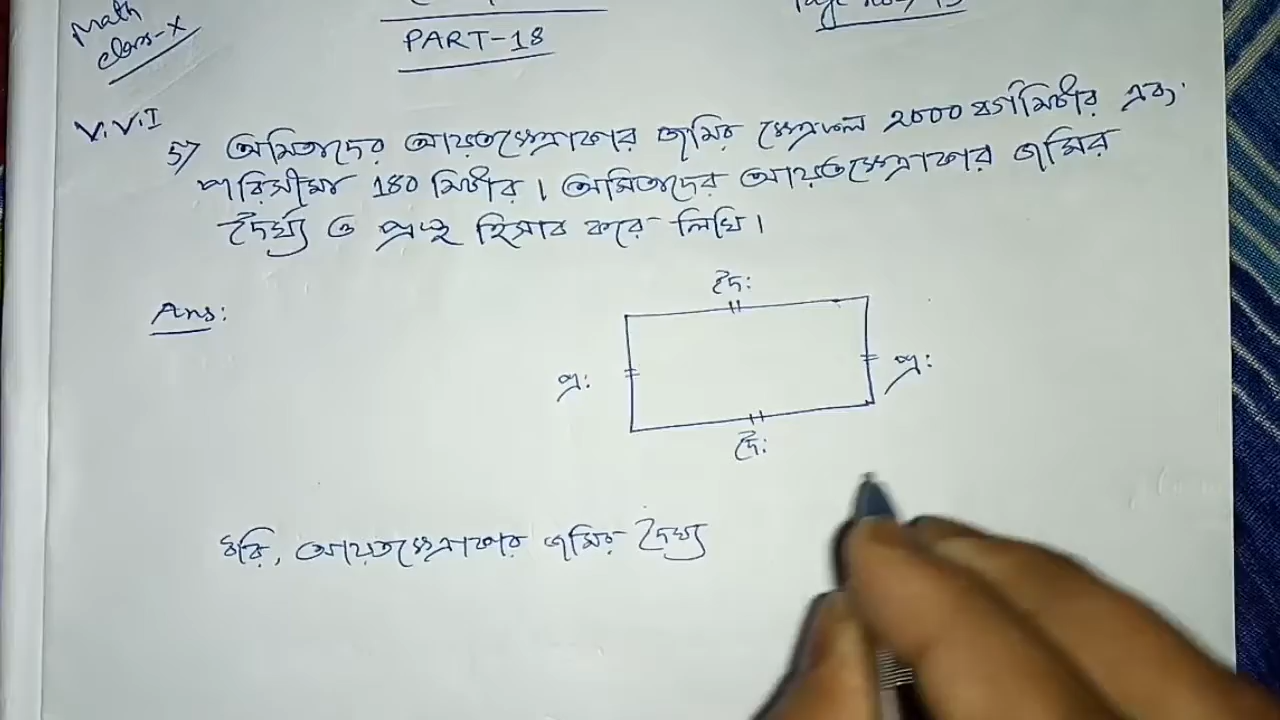 Math
class-X
PART-18
V.V.I
5) অমিতাদের আয়তক্ষেত্রাকার জমির ক্ষেত্রফল 2000 বর্গমিটার এবং
পরিসীমা 180 মিটার। অমিতাদের আয়তক্ষেত্রাকার জমির
দৈর্ঘ্য ও প্রস্থ হিসাব করে লিখি।
Ans:
দৈ:
প্র:
প্র:
দৈ:
ধরি, আয়তক্ষেত্রাকার জমির দৈর্ঘ্য